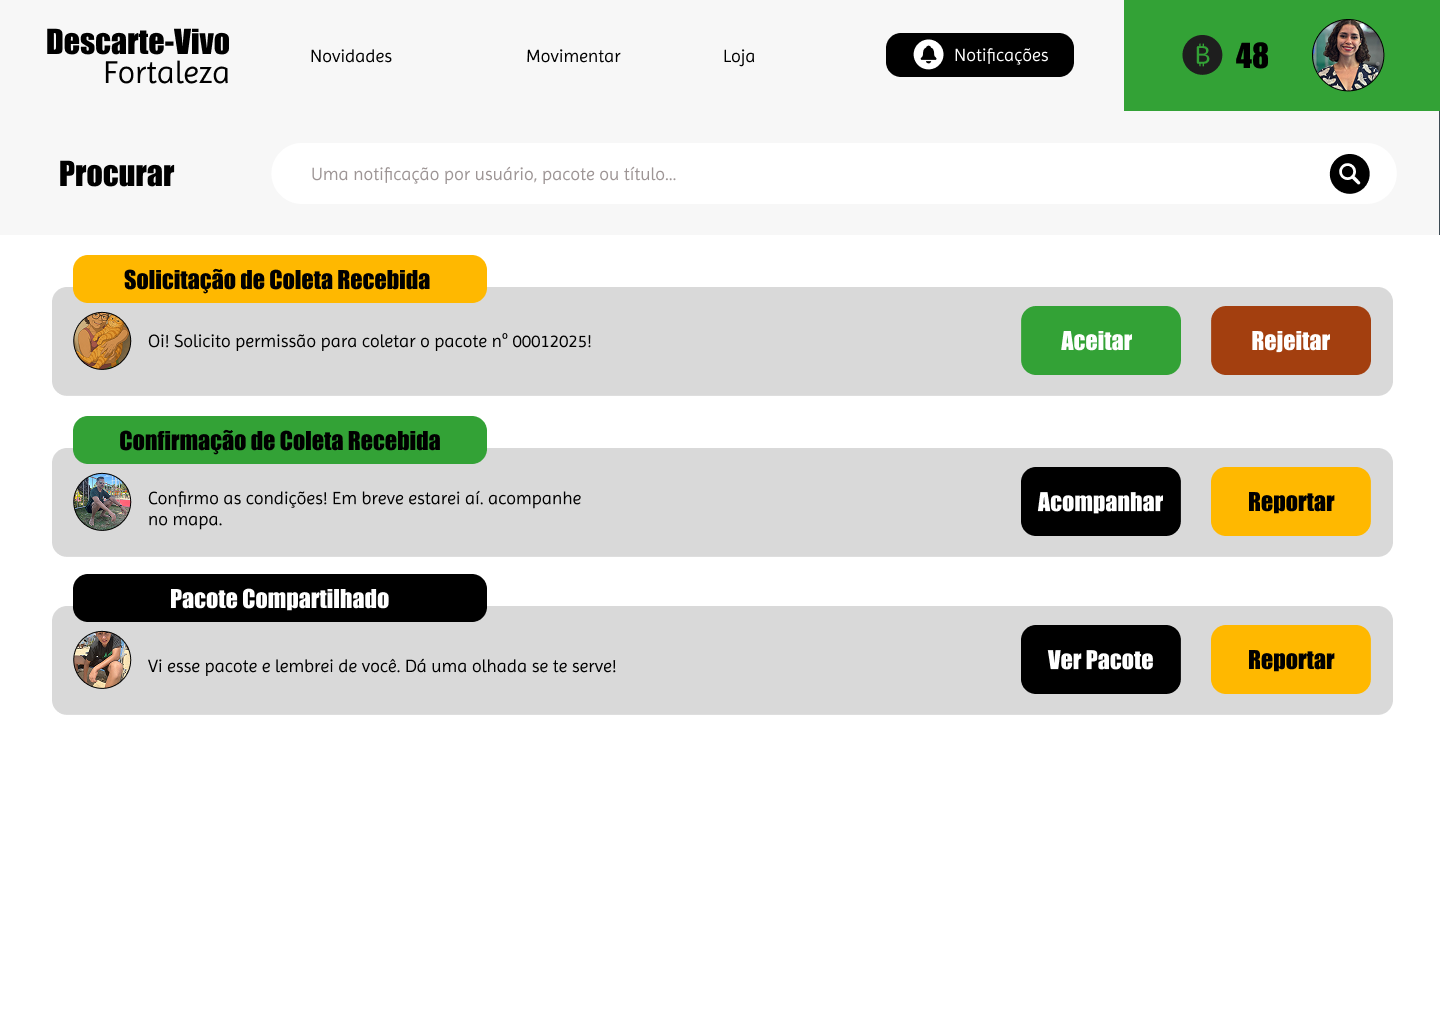 Descarte-Vivo
Fortaleza
Novidades
Movimentar
Loja
Notificações
48
Procurar
Uma notificação por usuário, pacote ou título...
Solicitação de Coleta Recebida
Oi! Solicito permissão para coletar o pacote nº 00012025!
Aceitar
Rejeitar
Confirmação de Coleta Recebida
Confirmo as condições! Em breve estarei aí. acompanhe
no mapa.
Acompanhar
Reportar
Pacote Compartilhado
Vi esse pacote e lembrei de você. Dá uma olhada se te serve!
Ver Pacote
Reportar